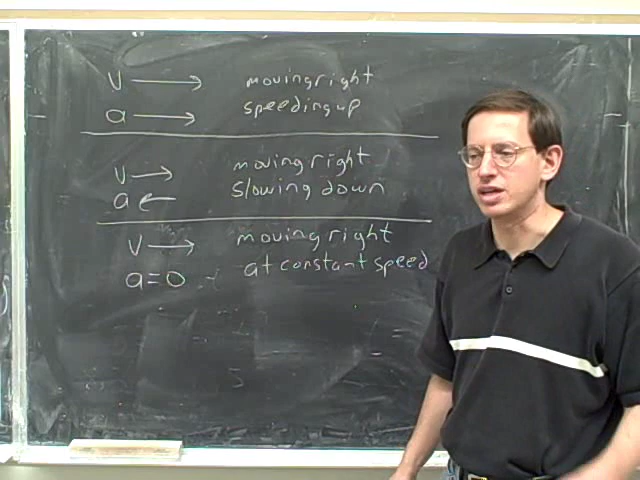 V → moving right
a → speeding up
V → moving right
a ← slowing down
V → moving right
a = 0 at constant speed